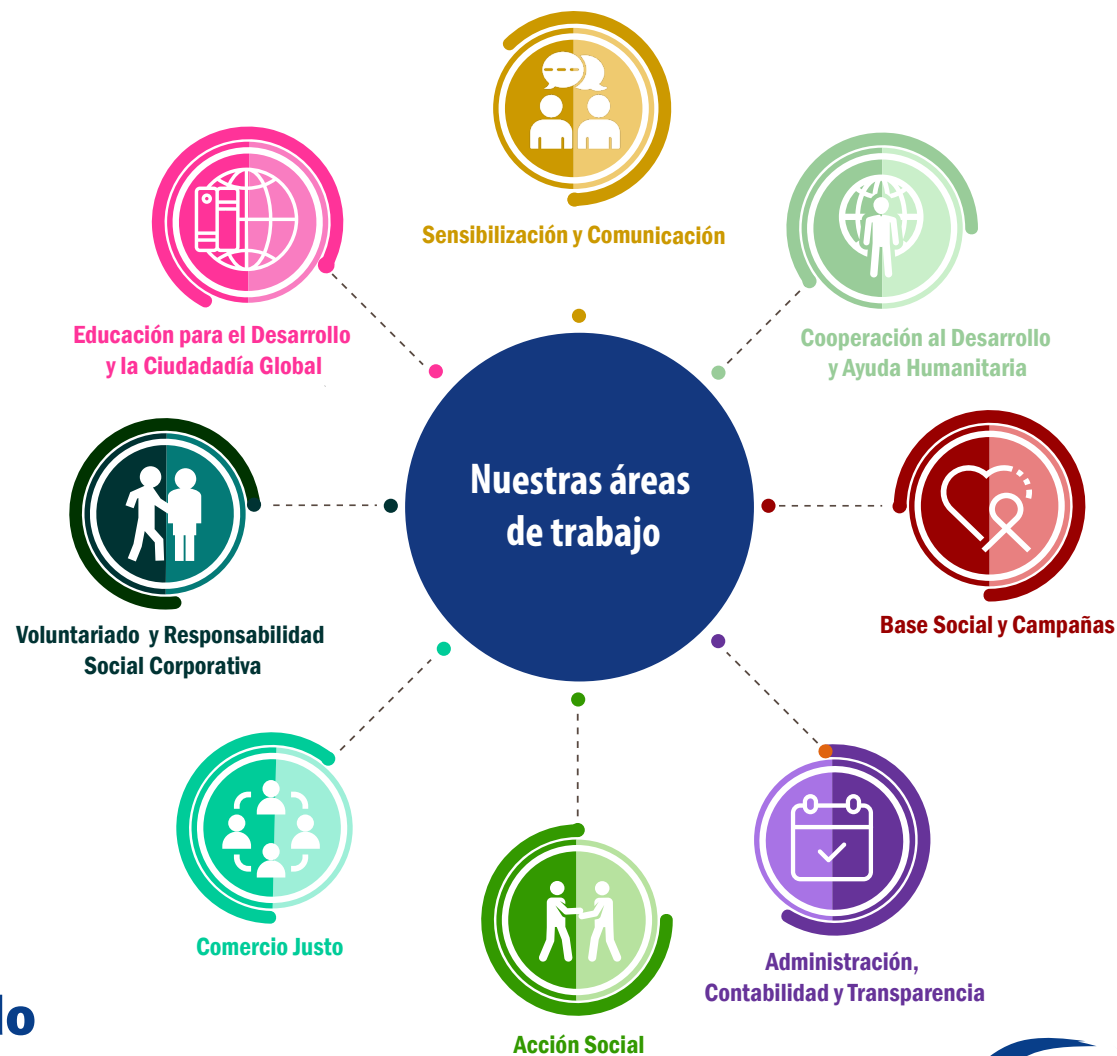 Sensibilización y Comunicación
Educación para el Desarrollo
y la Ciudadadía Global
Cooperación al Desarrollo
y Ayuda Humanitaria
Nuestras áreas
de trabajo
Voluntariado y Responsabilidad
Social Corporativa
Base Social y Campañas
Comercio Justo
Administración,
Contabilidad y Transparencia
Acción Social